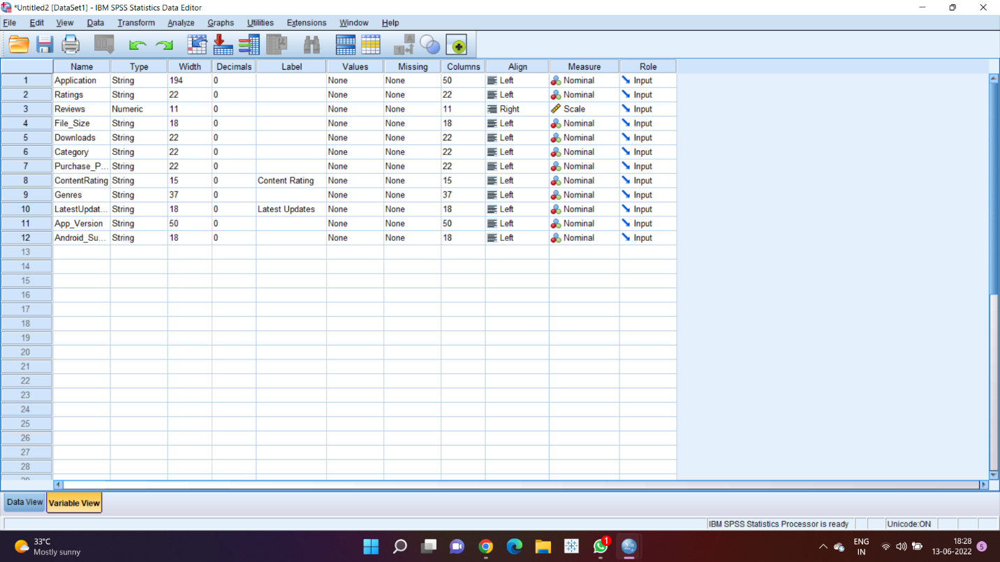 *Untitled2 [DataSet1] - IBM SPSS Statistics Data Editor
File Edit View Data Transform Analyze Graphs Utilities Extensions Window Help
Name Type Width Decimals Label Values Missing Columns Align Measure Role
1 Application String 194 0 None None 50 Left Nominal Input
2 Ratings String 22 0 None None 22 Left Nominal Input
3 Reviews Numeric 11 0 None None 11 Right Scale Input
4 File_Size String 18 0 None None 18 Left Nominal Input
5 Downloads String 22 0 None None 22 Left Nominal Input
6 Category String 22 0 None None 22 Left Nominal Input
7 Purchase_P... String 22 0 None None 22 Left Nominal Input
8 ContentRating String 15 0 Content Rating None None 15 Left Nominal Input
9 Genres String 37 0 None None 37 Left Nominal Input
10 LatestUpdat... String 18 0 Latest Updates None None 18 Left Nominal Input
11 App_Version String 50 0 None None 50 Left Nominal Input
12 Android_Su... String 18 0 None None 18 Left Nominal Input
13
14
15
16
17
18
19
20
21
22
23
24
25
26
27
28
Data View Variable View
IBM SPSS Statistics Processor is ready Unicode:ON
33°C
Mostly sunny
1
ENG
IN
18:28
13-06-2022
5